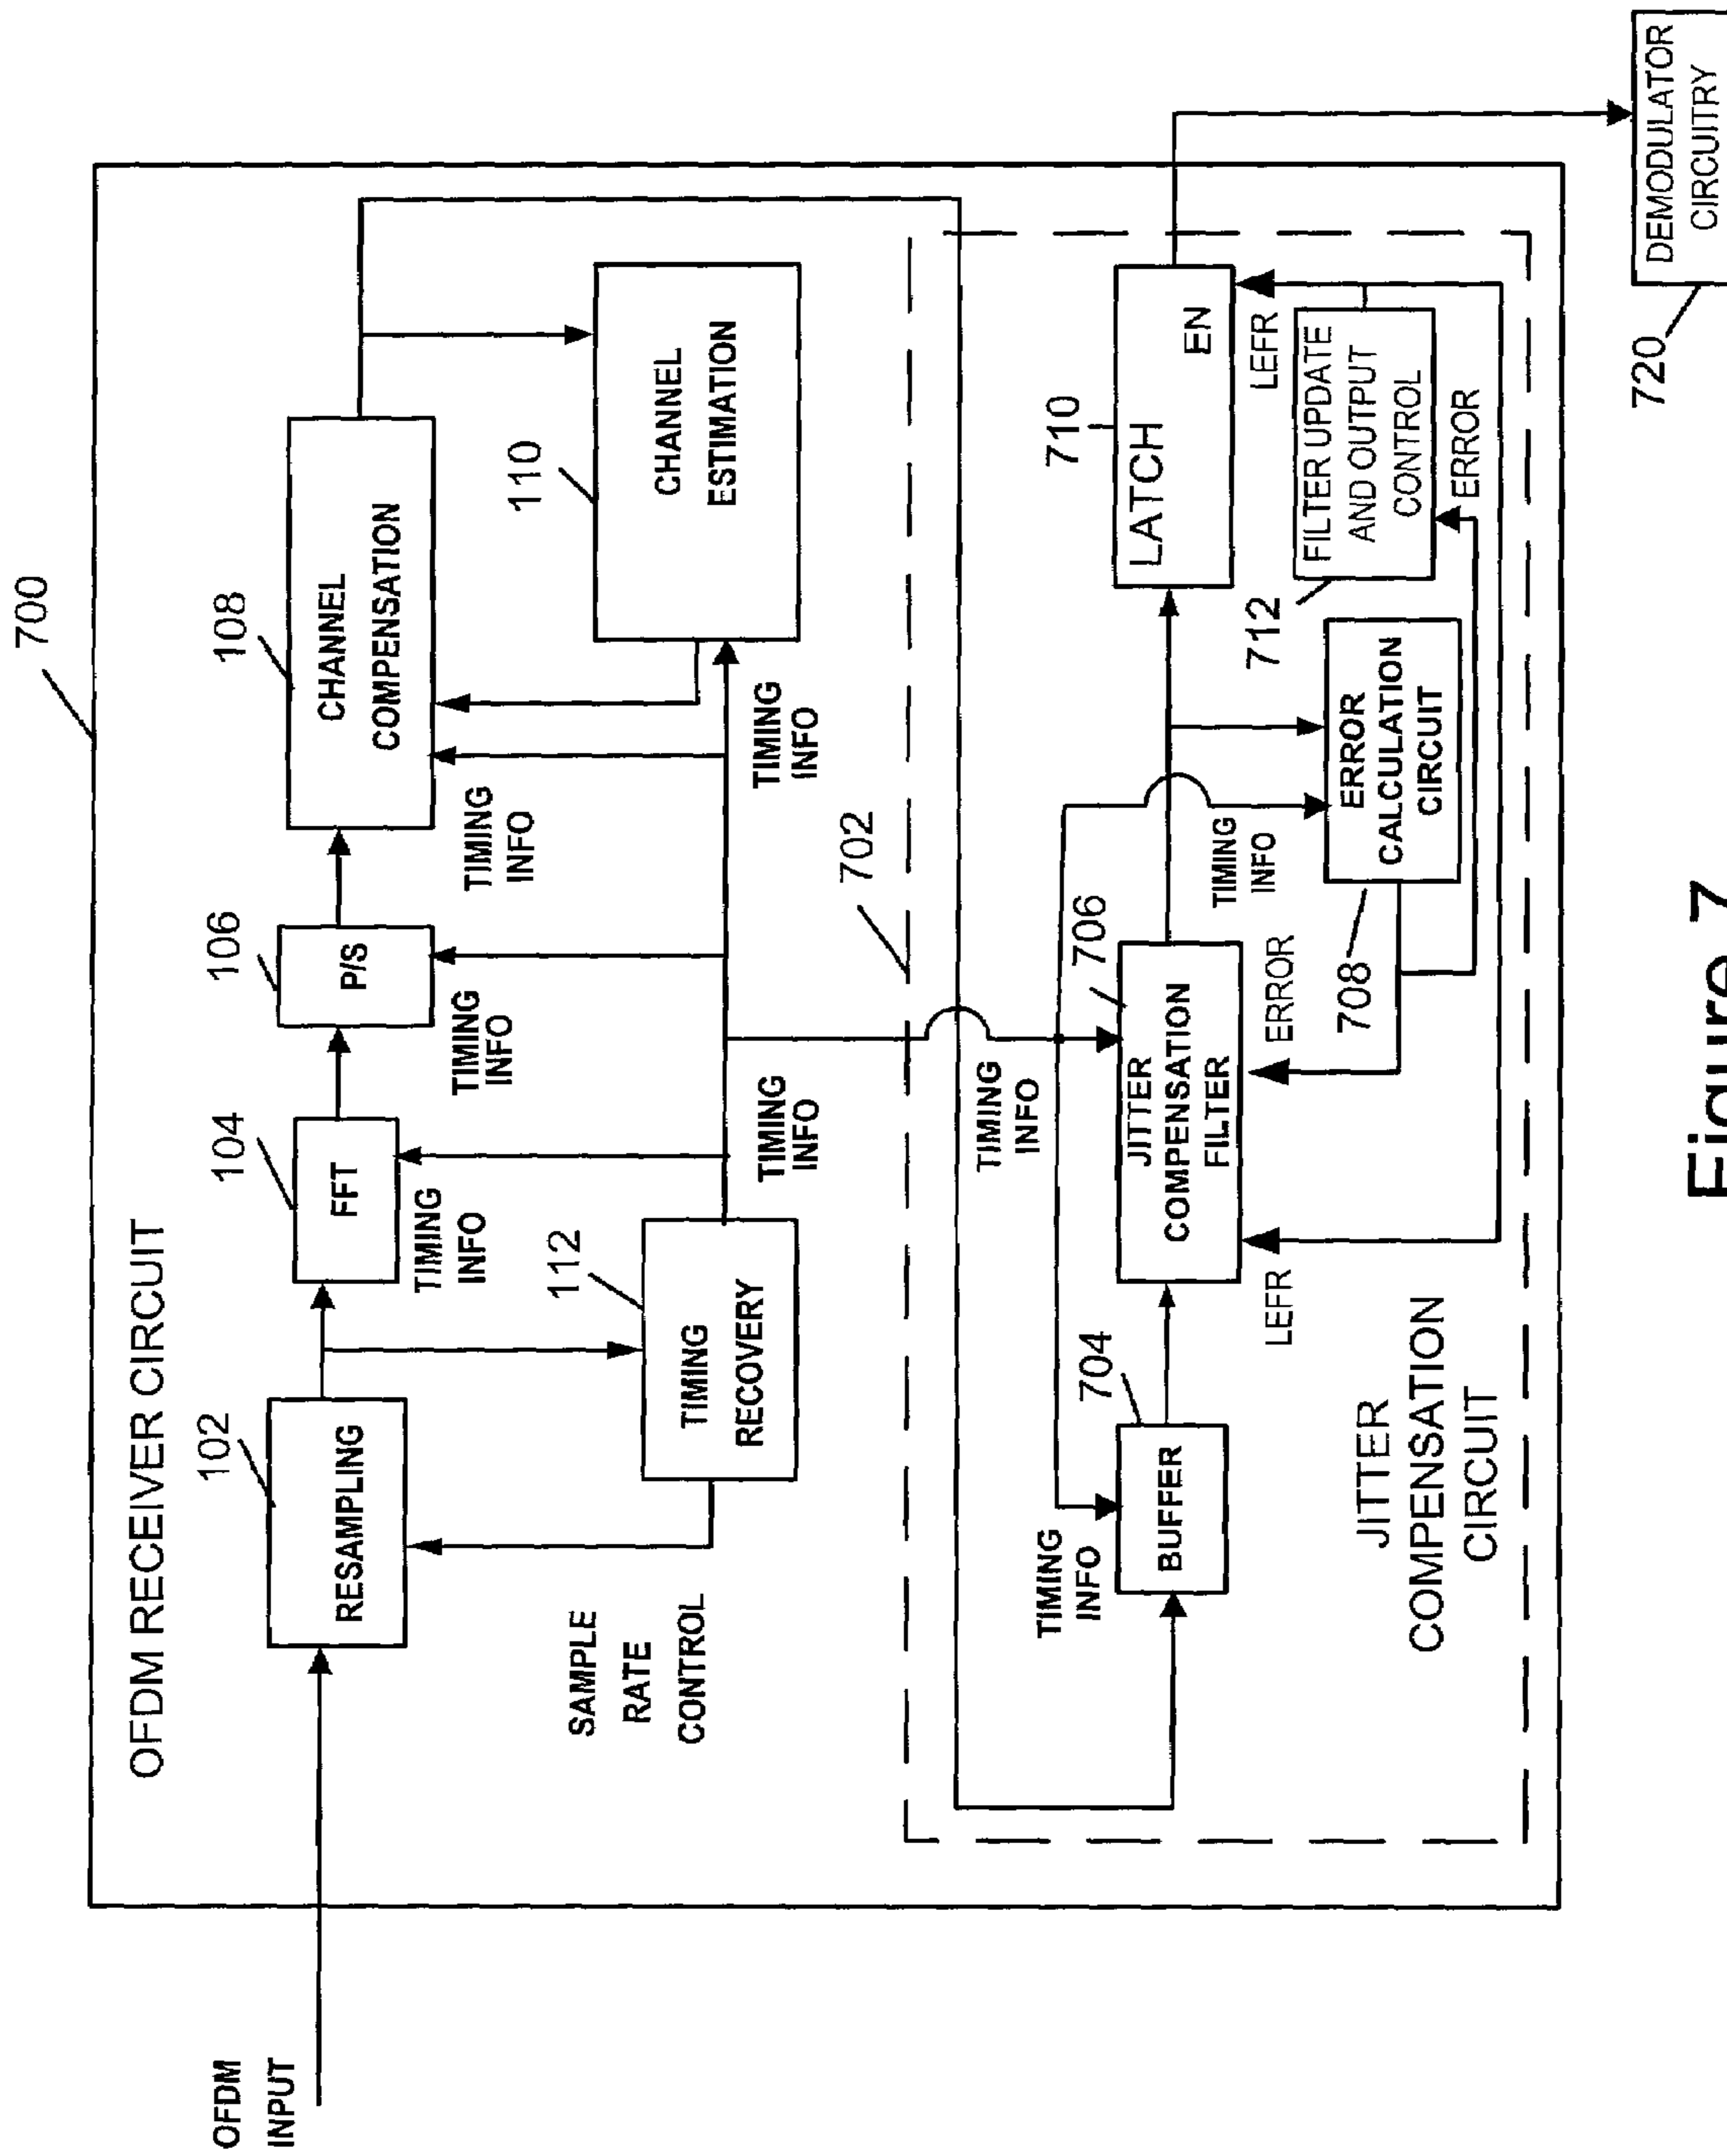 700
OFDM RECEIVER CIRCUIT
OFDM
INPUT
102
RESAMPLING
104
FFT
106
P/S
108
CHANNEL
COMPENSATION
TIMING
INFO
TIMING
INFO
TIMING
INFO
SAMPLE
RATE
CONTROL
112
TIMING
RECOVERY
TIMING
INFO
TIMING
INFO
110
CHANNEL
ESTIMATION
702
TIMING
INFO
TIMING
INFO
704
BUFFER
706
JITTER
COMPENSATION
FILTER
LEFR
ERROR
TIMING
INFO
708
ERROR
CALCULATION
CIRCUIT
710
LATCH
EN
LEFR
712
FILTER UPDATE
AND OUTPUT
CONTROL
ERROR
JITTER
COMPENSATION
CIRCUIT
720
DEMODULATOR
CIRCUITRY
Figure 7